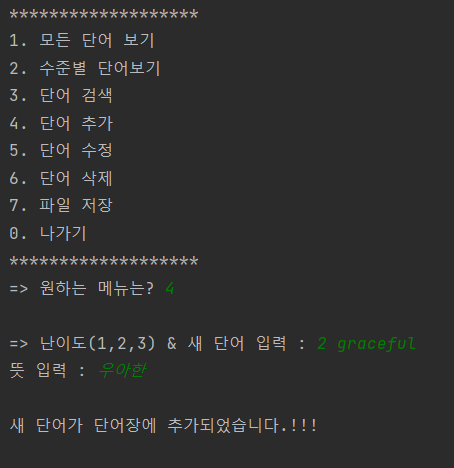 *******************
1. 모든 단어 보기
2. 수준별 단어보기
3. 단어 검색
4. 단어 추가
5. 단어 수정
6. 단어 삭제
7. 파일 저장
0. 나가기
*******************
=> 원하는 메뉴는? 4
=> 난이도(1,2,3) & 새 단어 입력 : 2 graceful
뜻 입력 : 우아한
새 단어가 단어장에 추가되었습니다.!!!